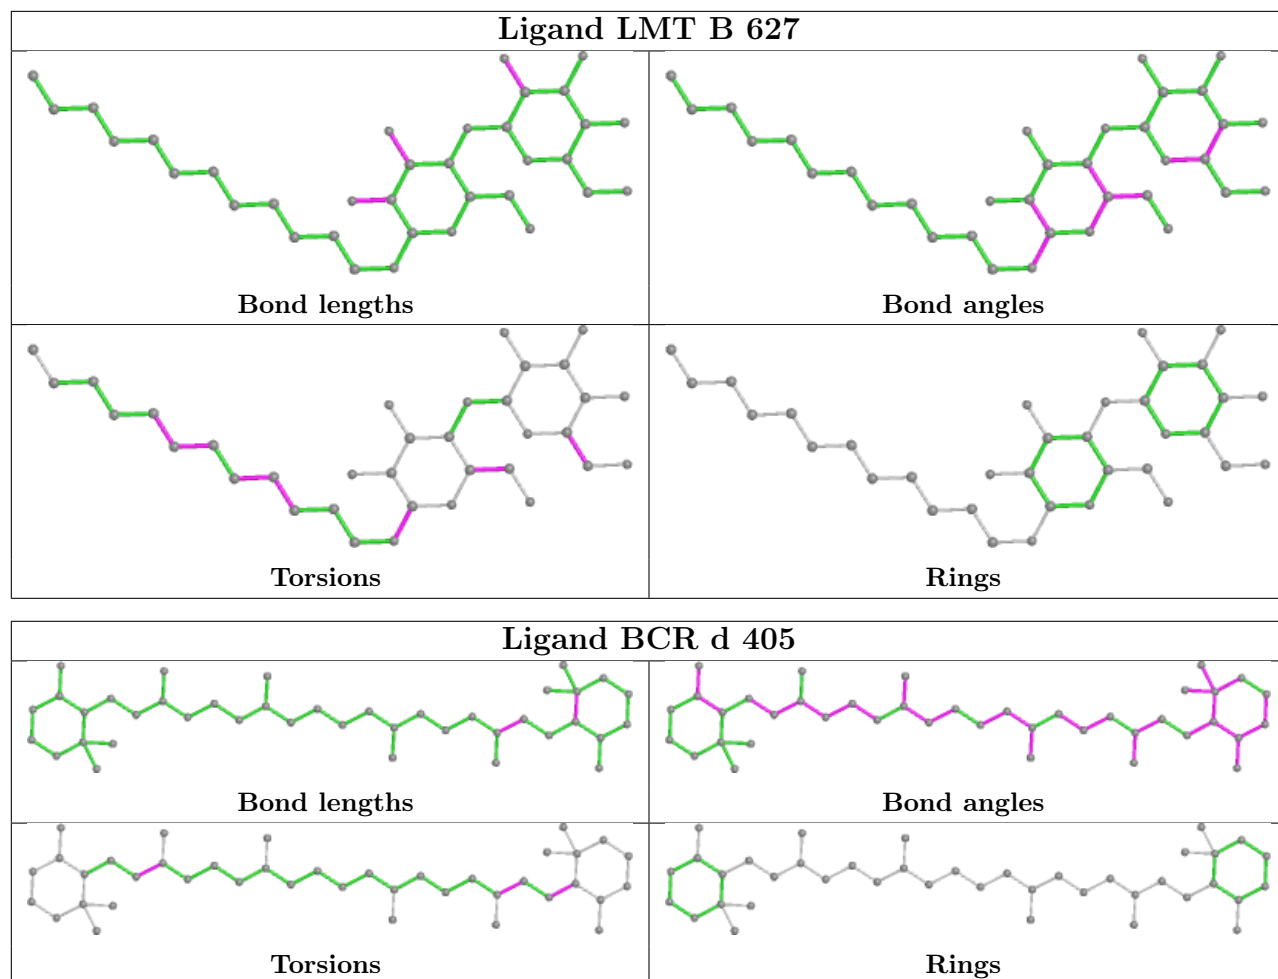 Ligand LMT B 627
Bond lengths
Bond angles
Torsions
Rings
Ligand BCR d 405
Bond lengths
Bond angles
Torsions
Rings